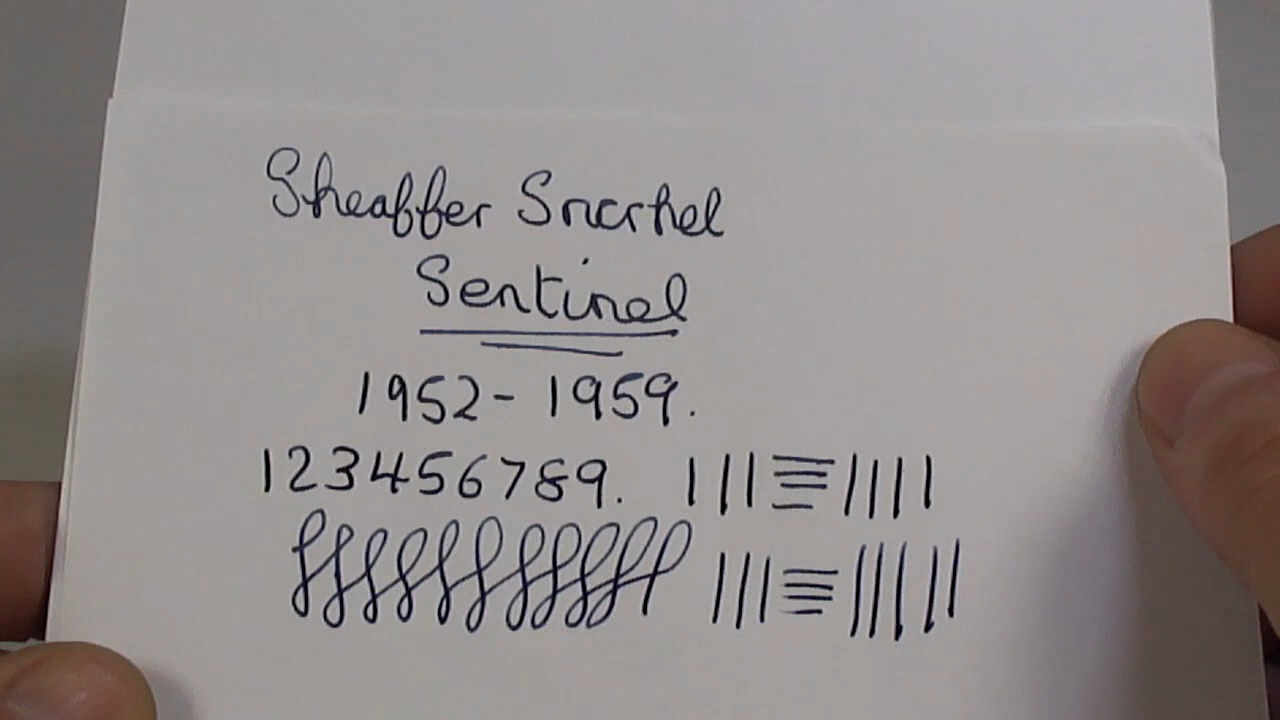 Sheaffer Snorkel
Sentinel
1952 - 1959.
123456789.